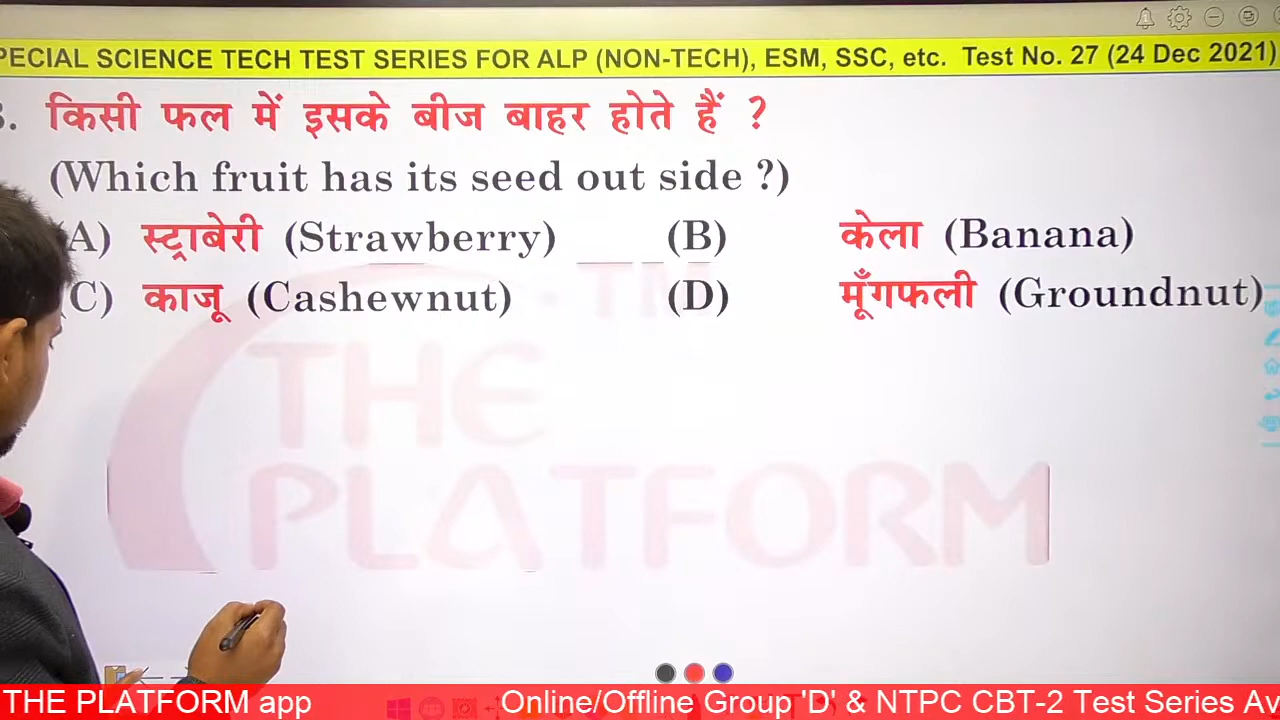 PECIAL SCIENCE TECH TEST SERIES FOR ALP (NON-TECH), ESM, SSC, etc. Test No. 27 (24 Dec 2021)
किसी फल में इसके बीज बाहर होते हैं ?
(Which fruit has its seed out side ?)
A) स्ट्राबेरी (Strawberry) (B) केला (Banana)
(C) काजू (Cashewnut) (D) मूँगफली (Groundnut)
TM
THE
PLATFORM
THE PLATFORM app Online/Offline Group 'D' & NTPC CBT-2 Test Series Av